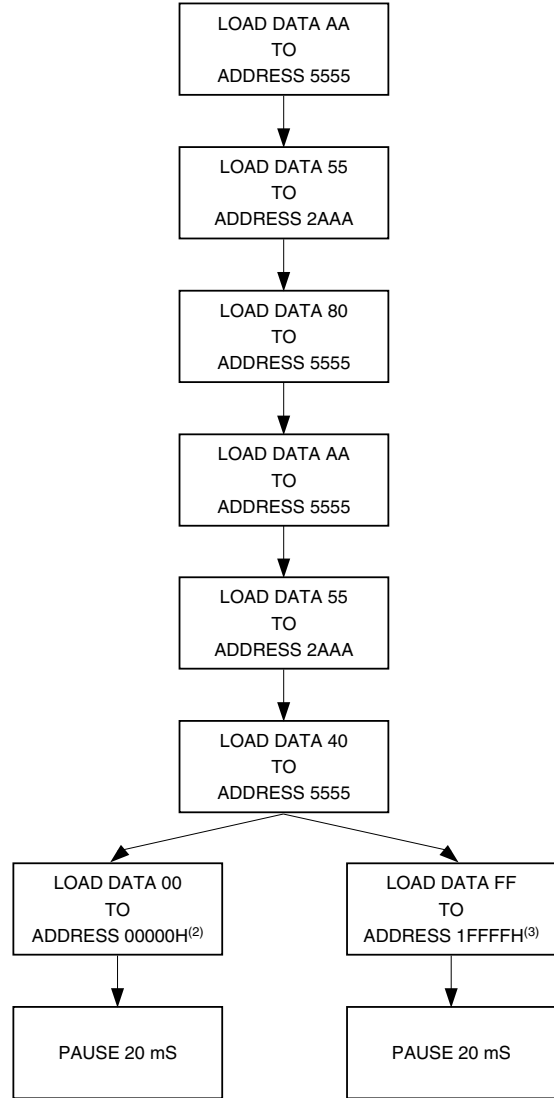 LOAD DATA AA
TO
ADDRESS 5555
LOAD DATA 55
TO
ADDRESS 2AAA
LOAD DATA 80
TO
ADDRESS 5555
LOAD DATA AA
TO
ADDRESS 5555
LOAD DATA 55
TO
ADDRESS 2AAA
LOAD DATA 40
TO
ADDRESS 5555
LOAD DATA 00
TO
ADDRESS 00000H(2)
LOAD DATA FF
TO
ADDRESS 1FFFFH(3)
PAUSE 20 mS
PAUSE 20 mS